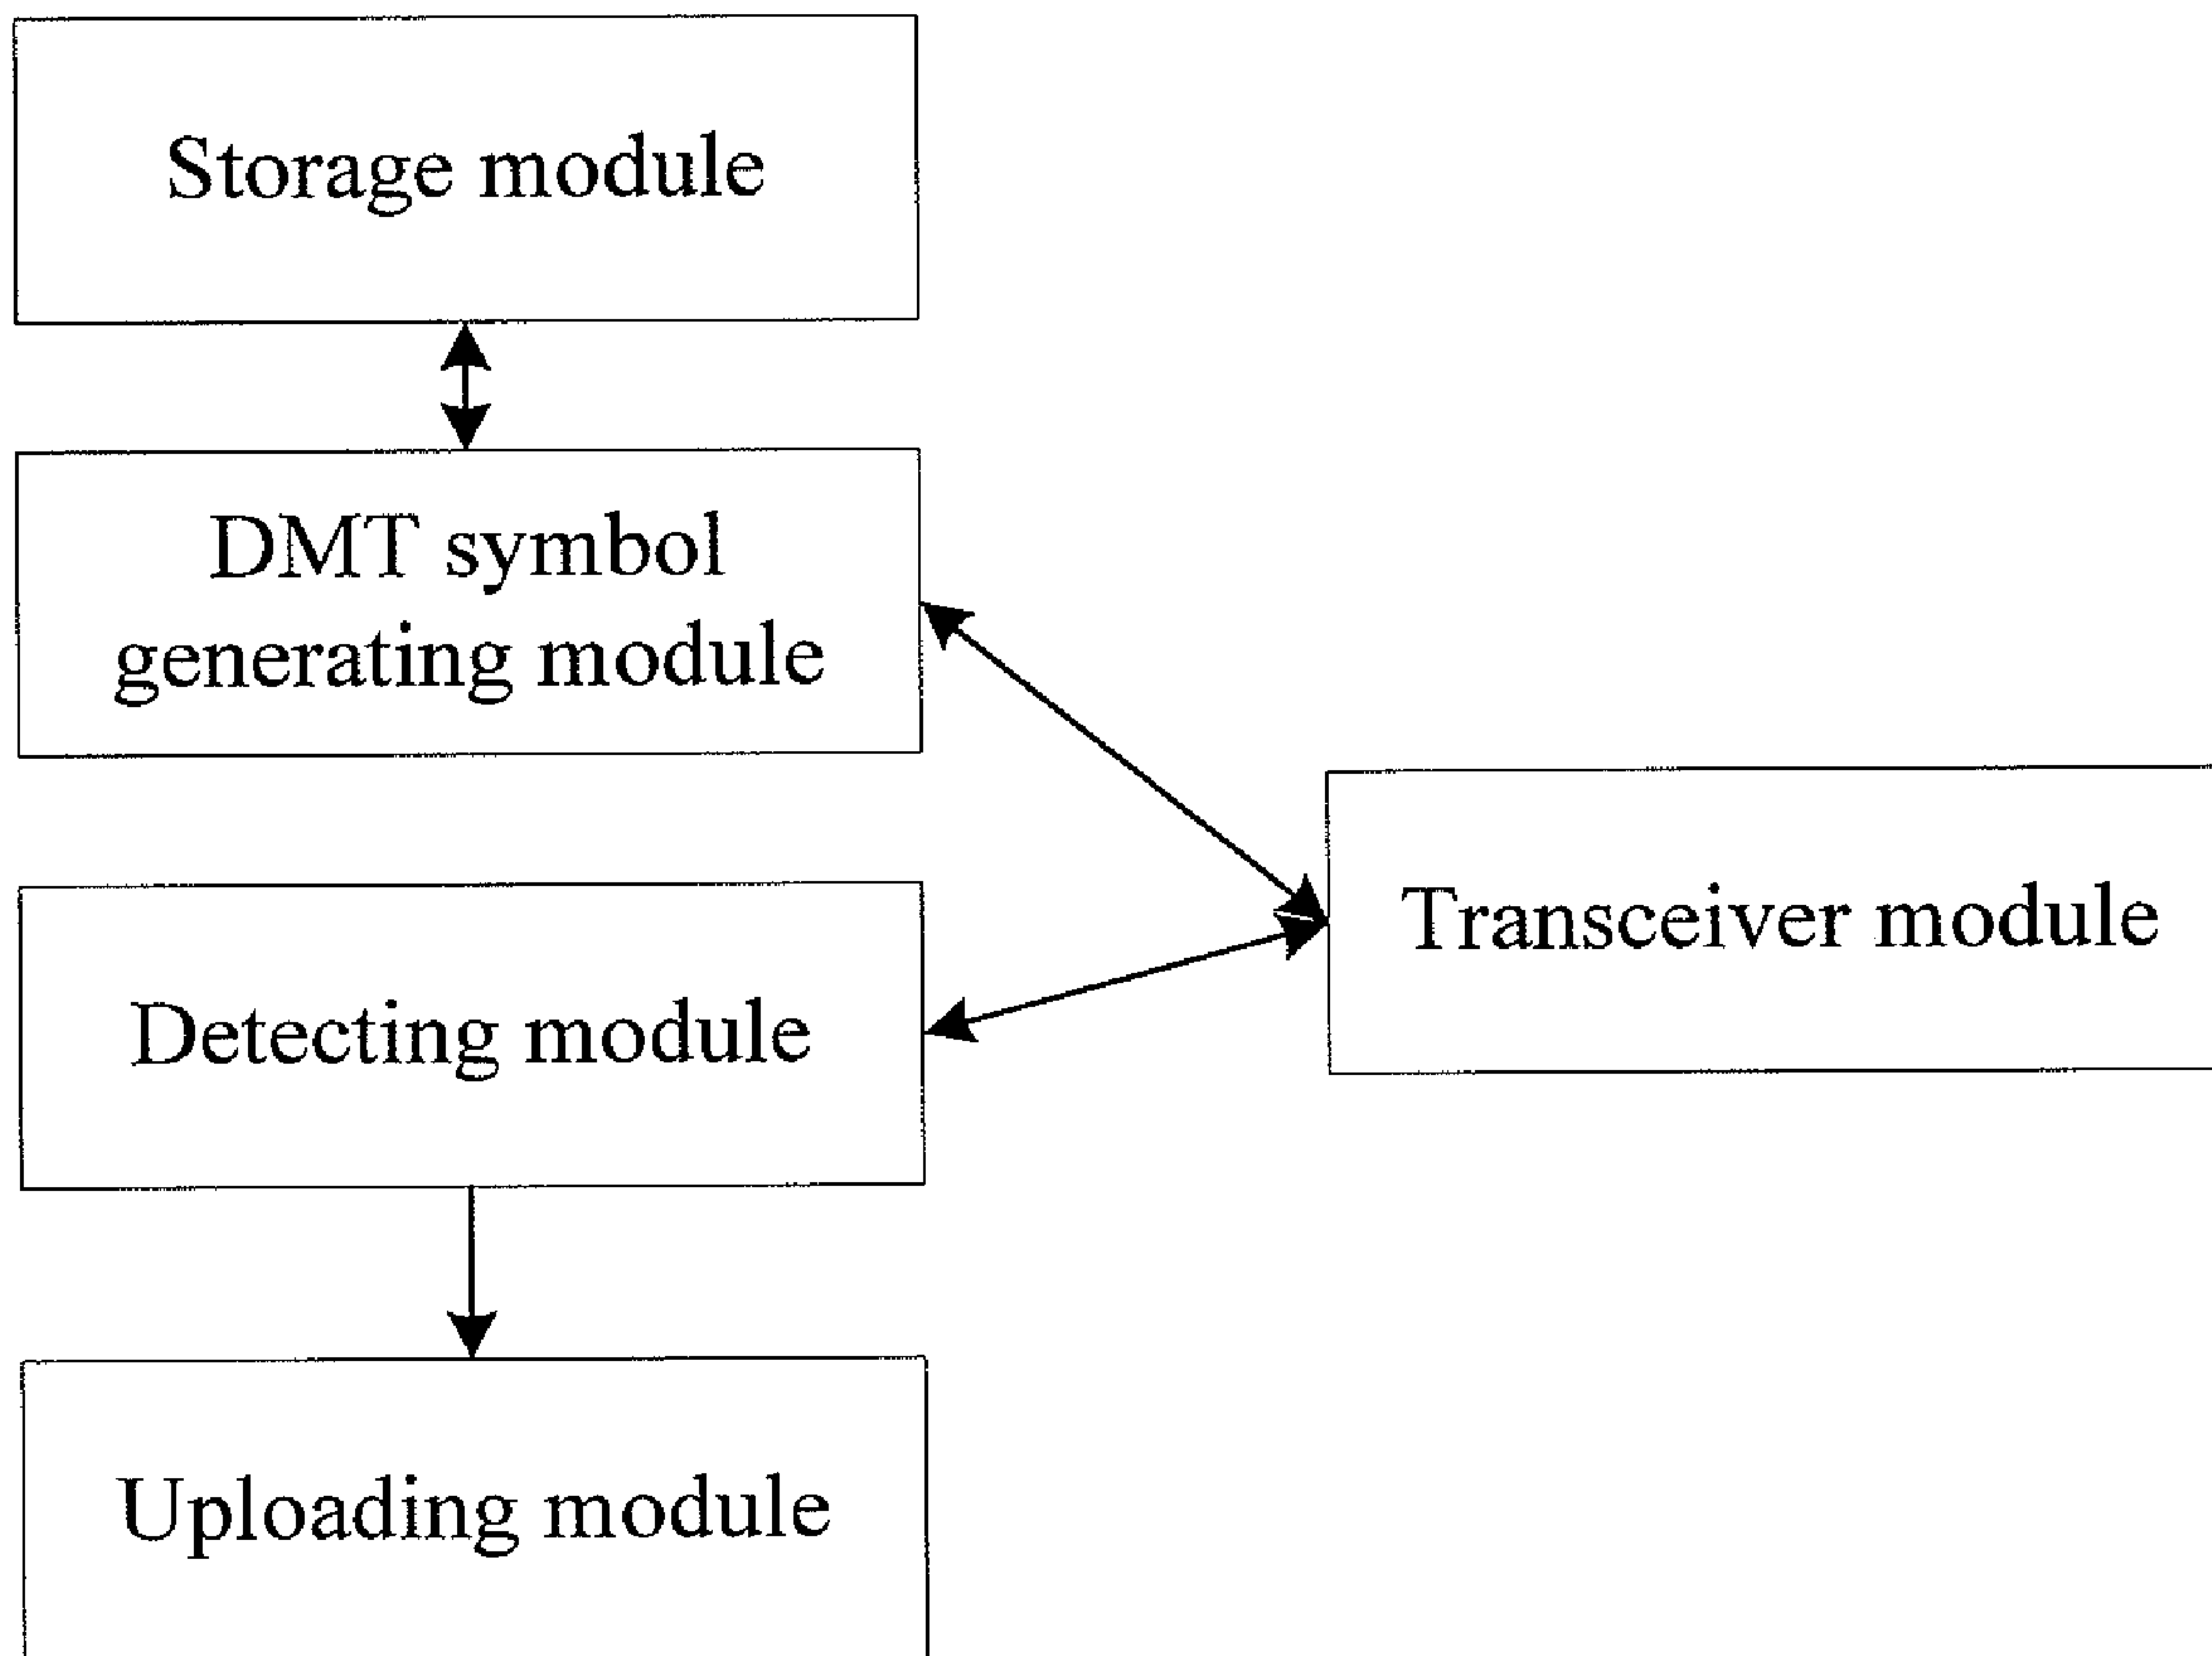 Storage module
DMT symbol
generating module
Transceiver module
Detecting module
Uploading module